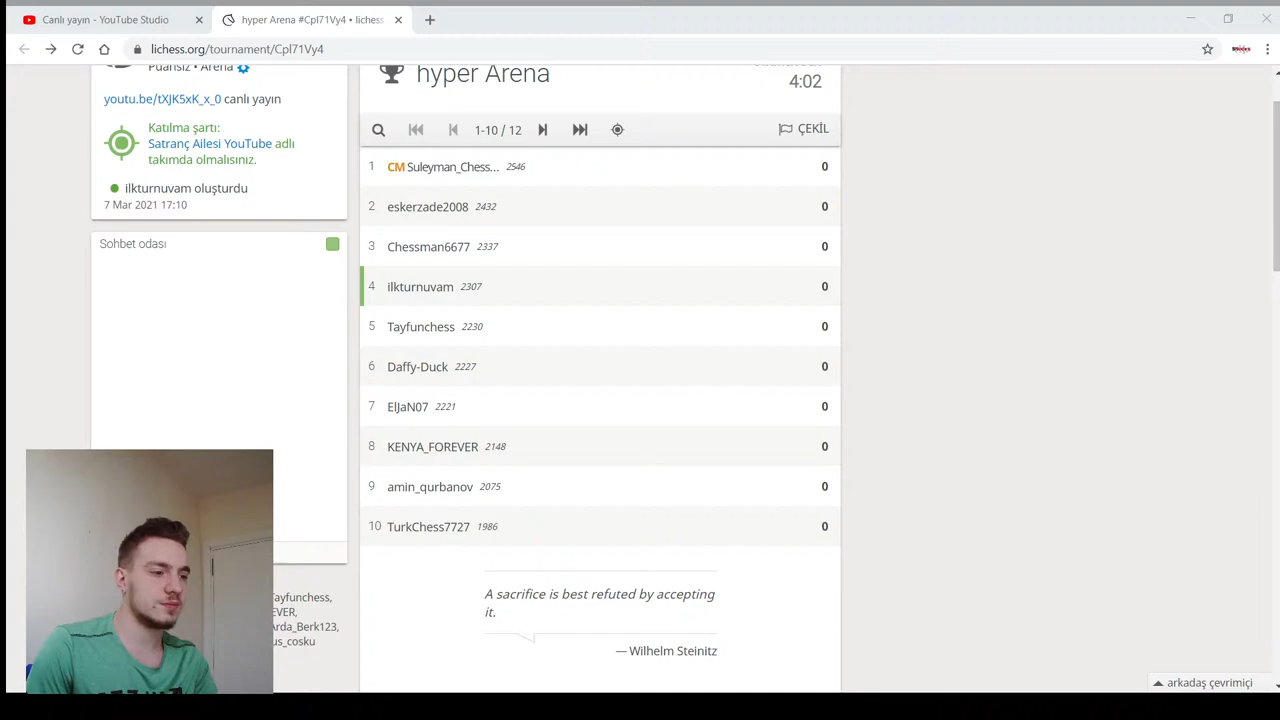 Canlı yayın - YouTube Studio
hyper Arena #Cpl71Vy4 • lichess
lichess.org/tournament/Cpl71Vy4
Puansız • Arena
youtu.be/tXJK5xK_x_0 canlı yayın
Katılma şartı:
Satranç Ailesi YouTube adlı
takımda olmalısınız.
ilkturnuvam oluşturdu
7 Mar 2021 17:10
Sohbet odası
ayfunchess,
EVER,
Arda_Berk123,
us_cosku
hyper Arena
4:02
1-10 / 12
ÇEKİL
1 CM Suleyman_Chess... 2546 0
2 eskerzade2008 2432 0
3 Chessman6677 2337 0
4 ilkturnuvam 2307 0
5 Tayfunchess 2230 0
6 Daffy-Duck 2227 0
7 ElJaN07 2221 0
8 KENYA_FOREVER 2148 0
9 amin_qurbanov 2075 0
10 TurkChess7727 1986 0
A sacrifice is best refuted by accepting
it.
— Wilhelm Steinitz
arkadaş çevrimiçi